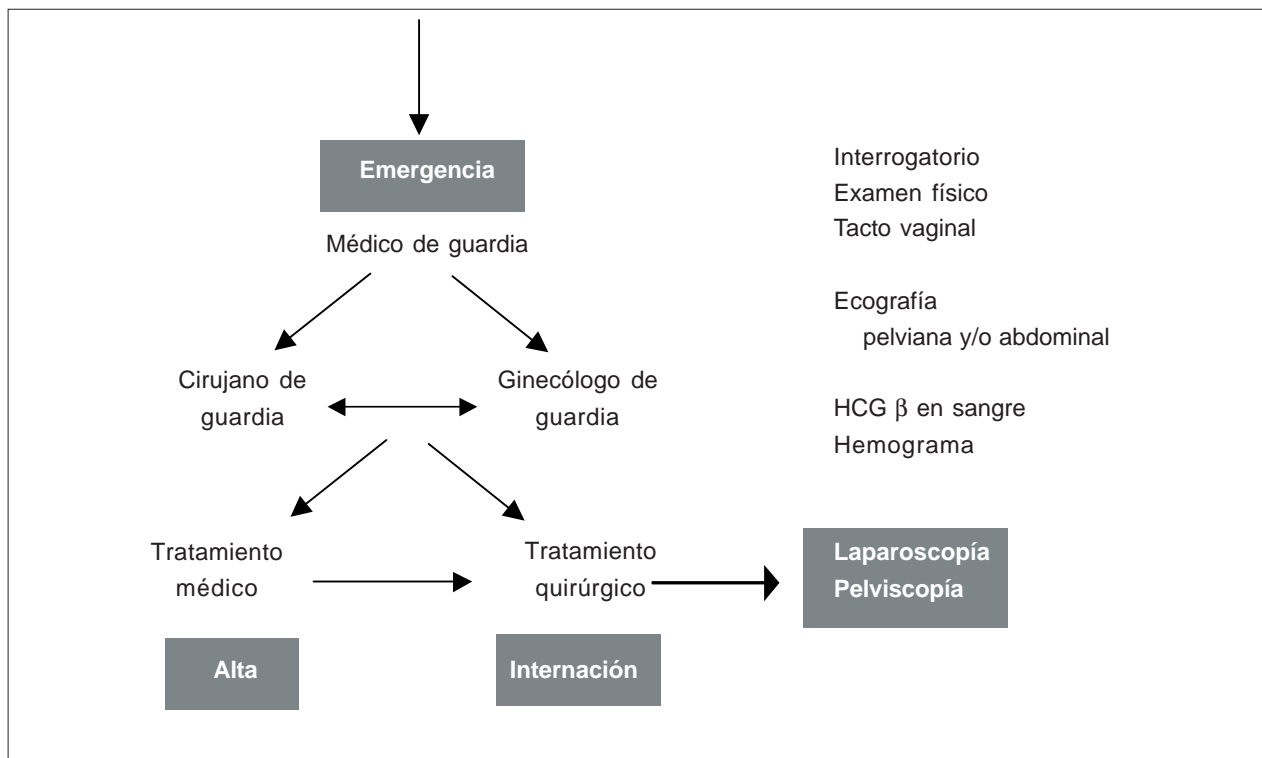 Emergencia
Médico de guardia
Cirujano de
guardia
Ginecólogo de
guardia
Tratamiento
médico
Tratamiento
quirúrgico
Alta
Internación
Interrogatorio
Examen físico
Tacto vaginal
Ecografía
pelviana y/o abdominal
HCG β en sangre
Hemograma
Laparoscopía
Pelviscopía